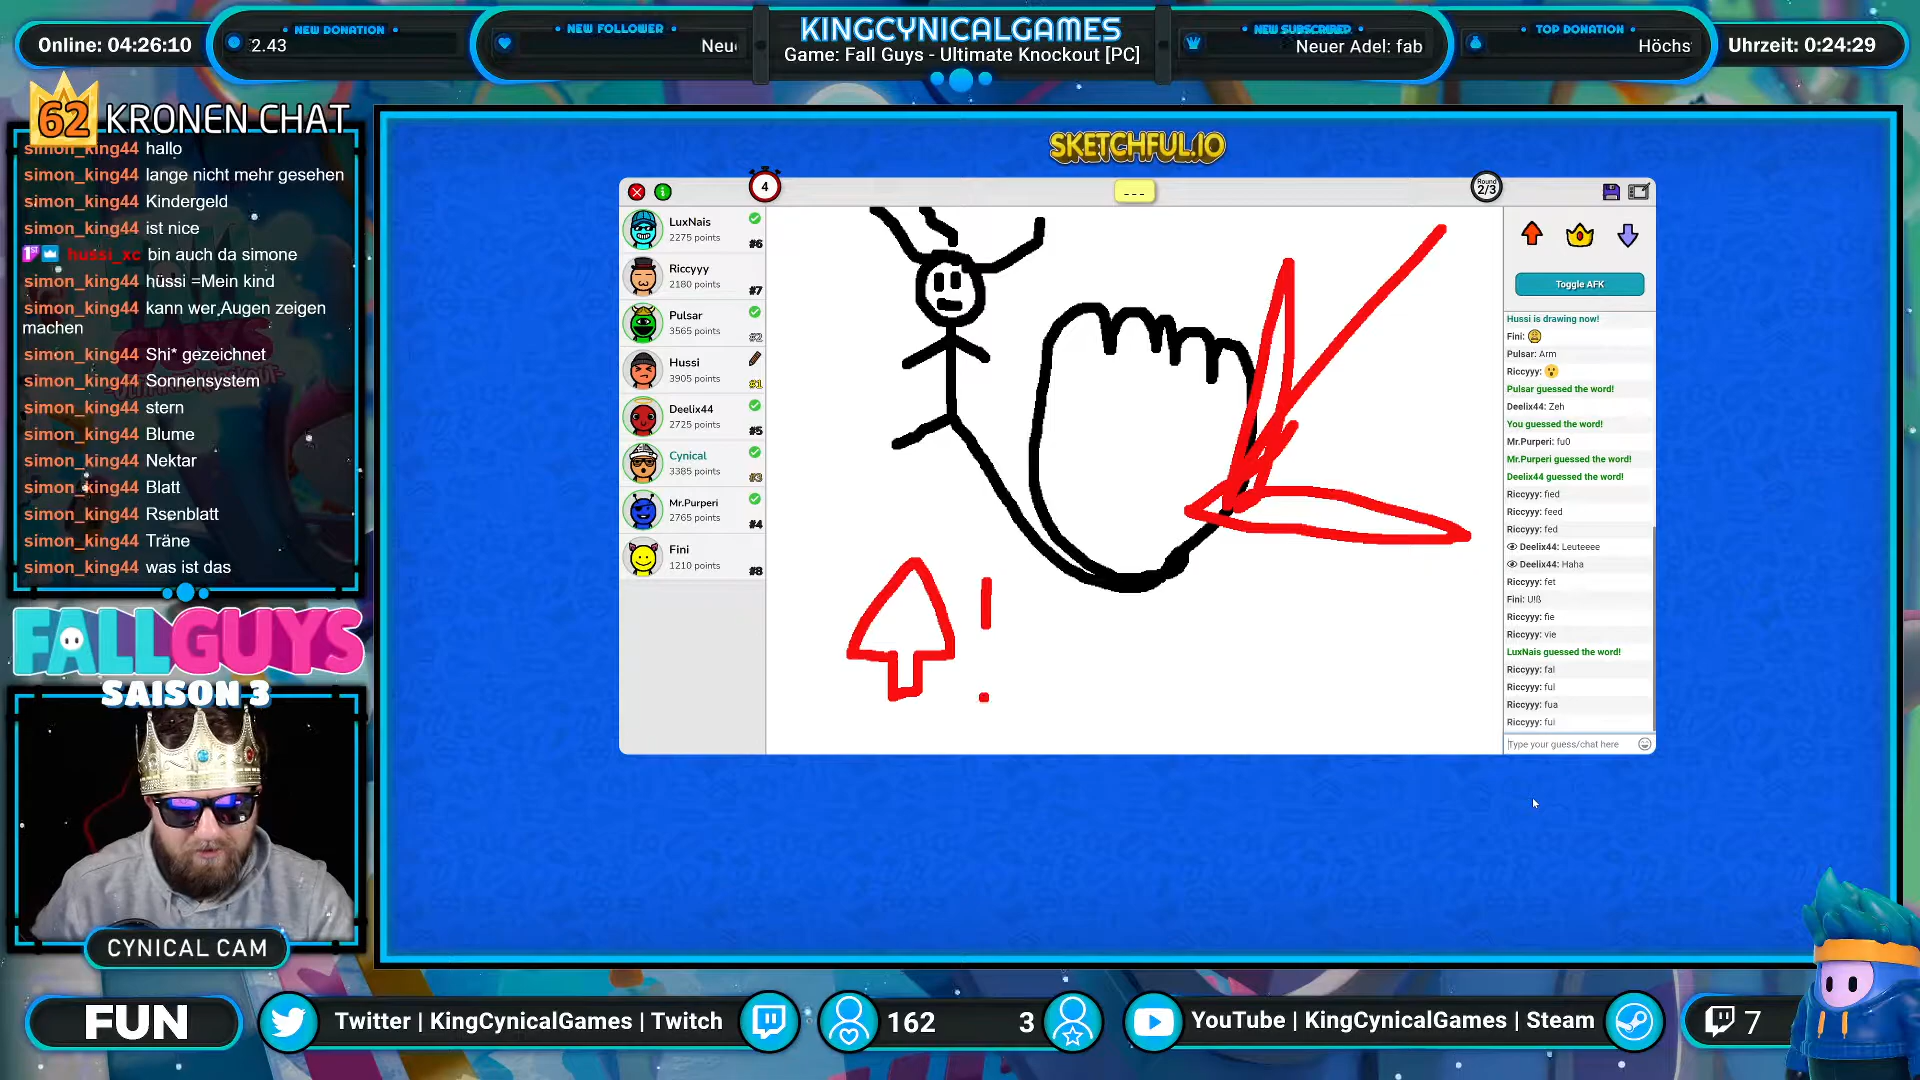 Online: 04:26:10
NEW DONATION
2.43
NEW FOLLOWER
Neu
KINGCYNICALGAMES
Game: Fall Guys - Ultimate Knockout [PC]
NEW SUBSCRIBER
Neuer Adel: fab
TOP DONATION
Höchs
Uhrzeit: 0:24:29
62 KRONEN CHAT
simon_king44 hallo
simon_king44 lange nicht mehr gesehen
simon_king44 Kindergeld
simon_king44 ist nice
hussi_xc bin auch da simone
simon_king44 hüssi =Mein kind
simon_king44 kann wer,Augen zeigen
machen
simon_king44 Shi* gezeichnet
simon_king44 Sonnensystem
simon_king44 stern
simon_king44 Blume
simon_king44 Nektar
simon_king44 Blatt
simon_king44 Rsenblatt
simon_king44 Träne
simon_king44 was ist das
FALL GUYS
SAISON 3
CYNICAL CAM
SKETCHFUL.IO
4
_ _ _
Round
2/3
LuxNais
2275 points
#6
Riccyyy
2180 points
#7
Pulsar
3565 points
#2
Hussi
3905 points
#1
Deelix44
2725 points
#5
Cynical
3385 points
#3
Mr.Purperi
2765 points
#4
Fini
1210 points
#8
!
Toggle AFK
Hussi is drawing now!
Fini:
Pulsar: Arm
Riccyyy:
Pulsar guessed the word!
Deelix44: Zeh
You guessed the word!
Mr.Purperi: fu0
Mr.Purperi guessed the word!
Deelix44 guessed the word!
Riccyyy: fied
Riccyyy: feed
Riccyyy: fed
Deelix44: Leuteeee
Deelix44: Haha
Riccyyy: fet
Fini: U!ß
Riccyyy: fie
Riccyyy: vie
LuxNais guessed the word!
Riccyyy: fal
Riccyyy: ful
Riccyyy: fua
Riccyyy: fui
Type your guess/chat here
FUN
Twitter | KingCynicalGames | Twitch
162
3
YouTube | KingCynicalGames | Steam
7